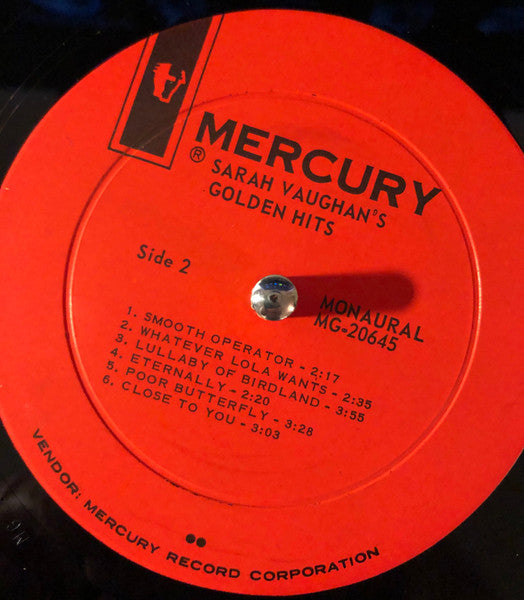 MERCURY
®
SARAH VAUGHAN'S
GOLDEN HITS
Side 2
MONAURAL
MG-20645
1. SMOOTH OPERATOR - 2:17
2. WHATEVER LOLA WANTS - 2:35
3. LULLABY OF BIRDLAND - 3:55
4. ETERNALLY - 2:20
5. POOR BUTTERFLY - 3:28
6. CLOSE TO YOU - 3:03
VENDOR: MERCURY RECORD CORPORATION